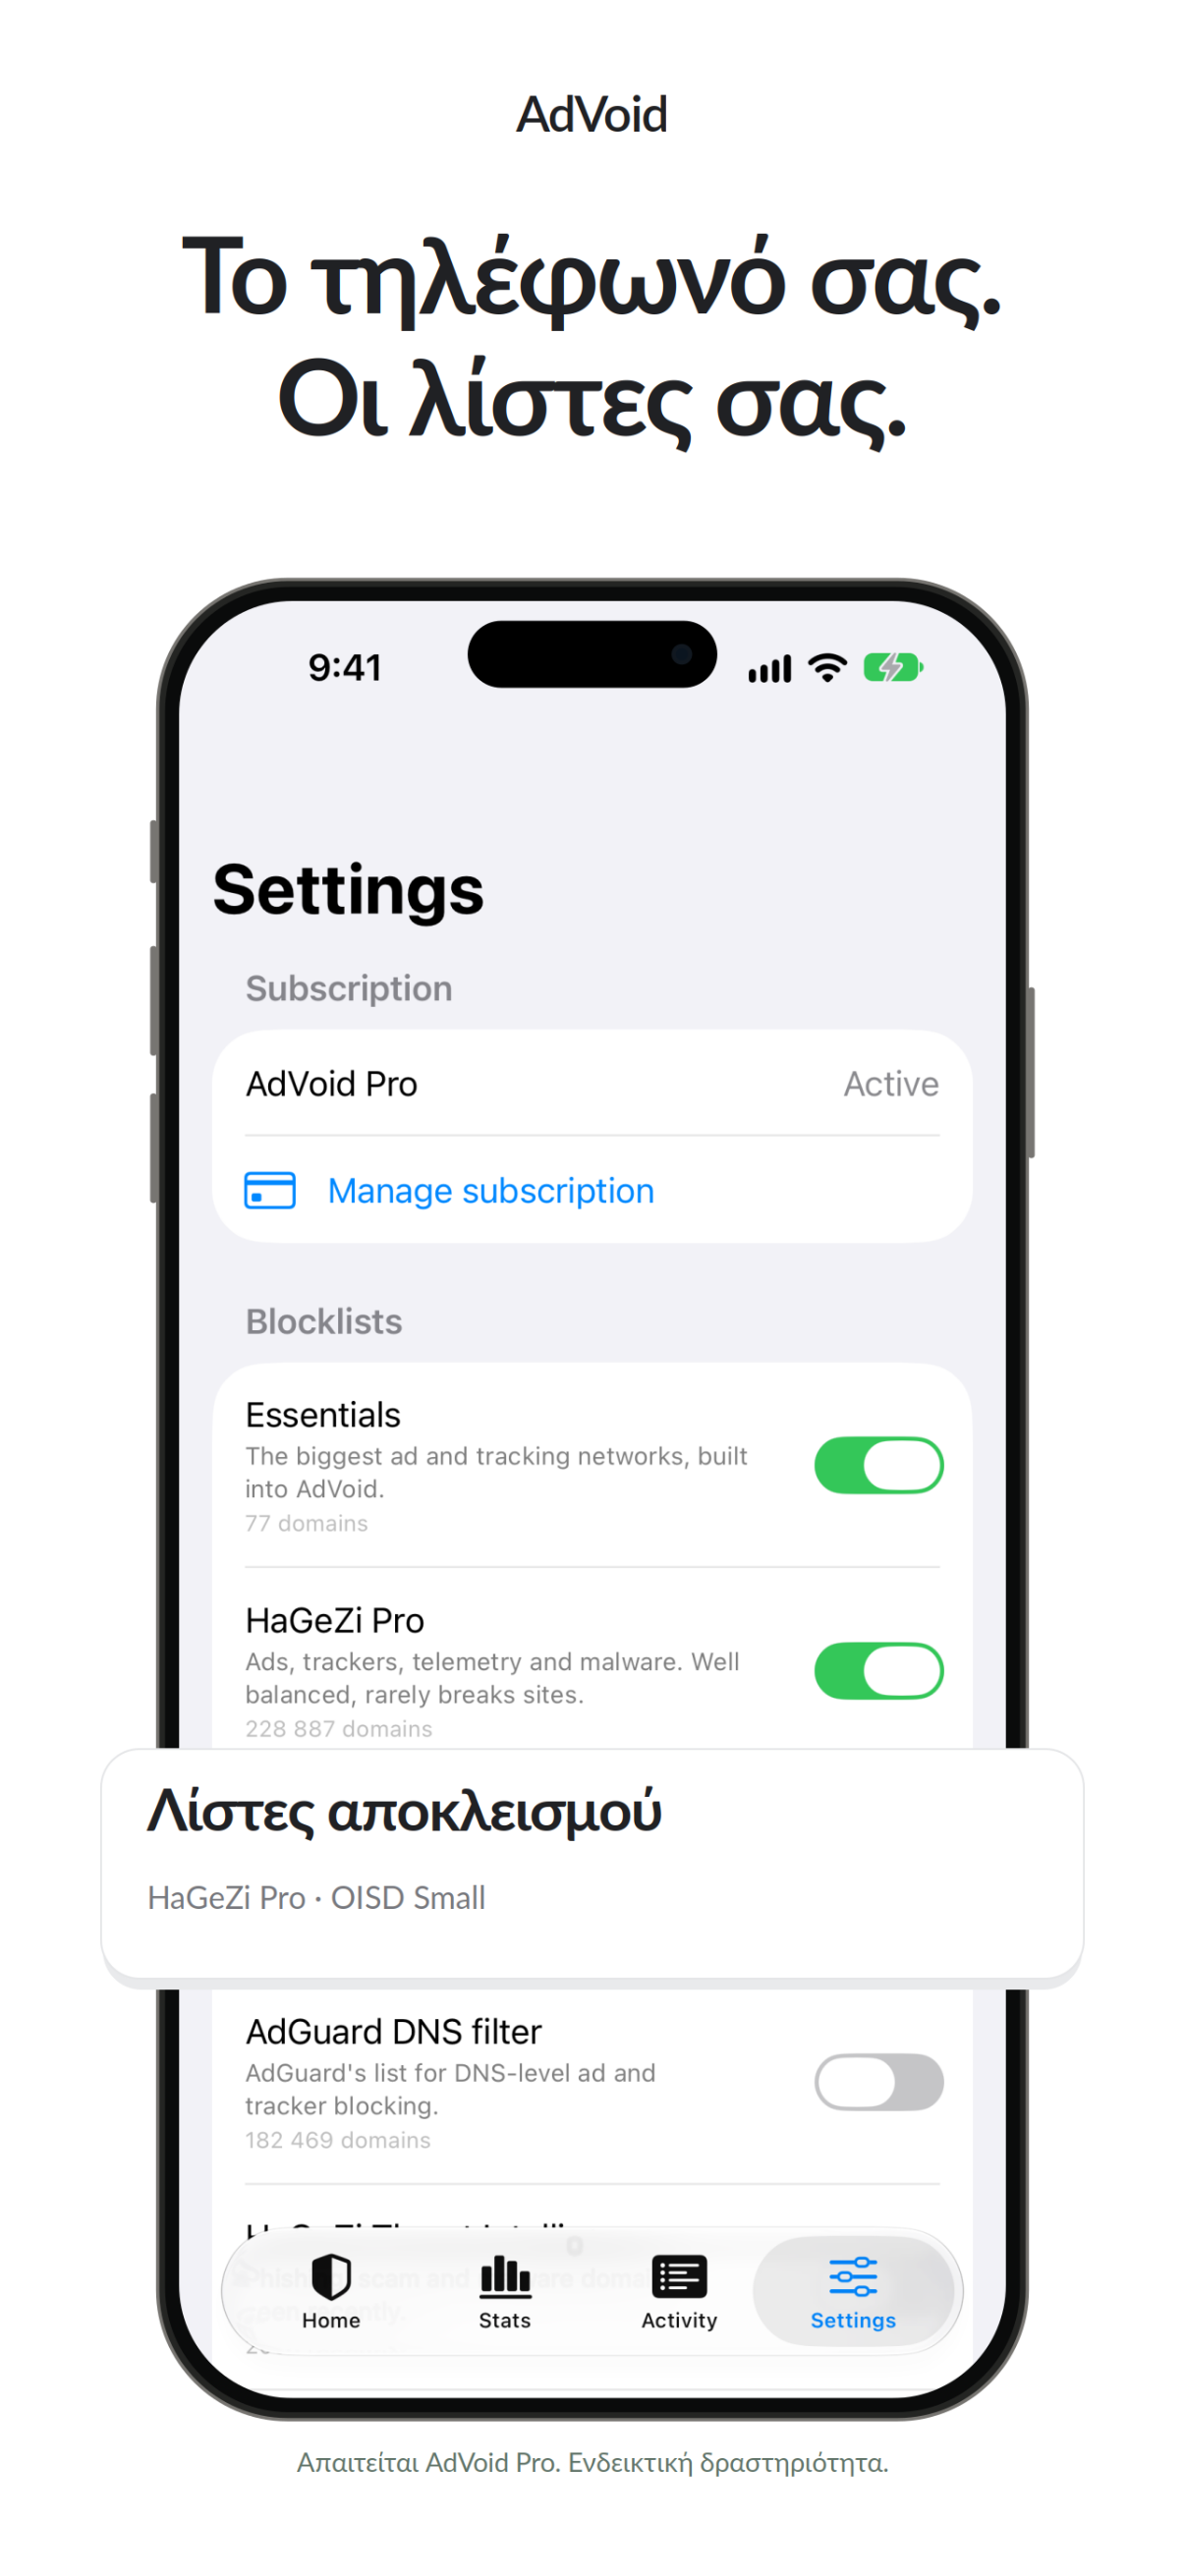 AdVoid
Το τηλέφωνό σας.
Οι λίστες σας.
9:41
Settings
Subscription
AdVoid Pro
Active
Manage subscription
Blocklists
Essentials
The biggest ad and tracking networks, built
into AdVoid.
77 domains
HaGeZi Pro
Ads, trackers, telemetry and malware. Well
balanced, rarely breaks sites.
228 887 domains
Λίστες αποκλεισμού
HaGeZi Pro · OISD Small
AdGuard DNS filter
AdGuard's list for DNS-level ad and
tracker blocking.
182 469 domains
Home
Stats
Activity
Settings
Απαιτείται AdVoid Pro. Ενδεικτική δραστηριότητα.